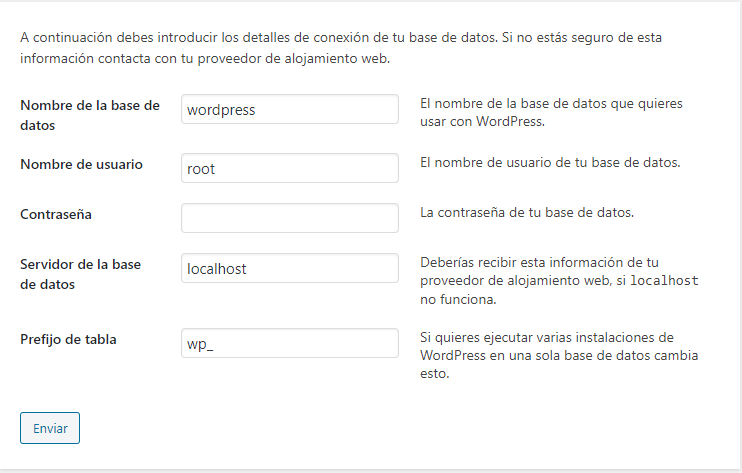 A continuación debes introducir los detalles de conexión de tu base de datos. Si no estás seguro de esta
información contacta con tu proveedor de alojamiento web.
Nombre de la base de
datos
wordpress
El nombre de la base de datos que quieres
usar con WordPress.
Nombre de usuario
root
El nombre de usuario de tu base de datos.
Contraseña
La contraseña de tu base de datos.
Servidor de la base
de datos
localhost
Deberías recibir esta información de tu
proveedor de alojamiento web, si localhost
no funciona.
Prefijo de tabla
wp_
Si quieres ejecutar varias instalaciones de
WordPress en una sola base de datos cambia
esto.
Enviar